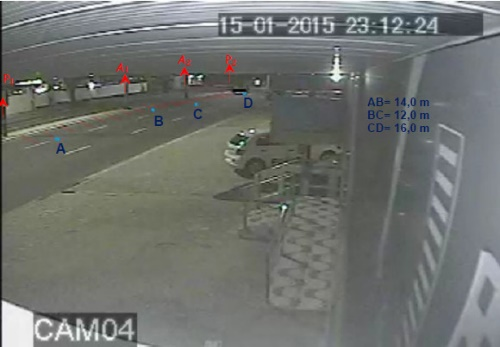 15-01-2015 23:12:24
AB= 14,0 m
BC= 12,0 m
CD= 16,0 m
D
C
B
A
CAM04